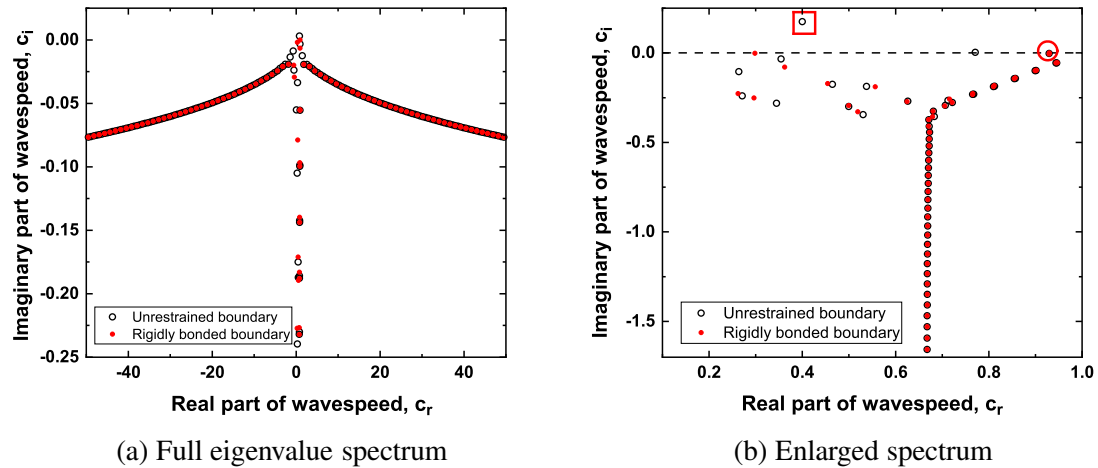 0.00
-0.05
-0.10
-0.15
-0.20
-0.25
Imaginary part of wavespeed, cᵢ
Unrestrained boundary
Rigidly bonded boundary
-40 -20 0 20 40
Real part of wavespeed, cᵣ
(a) Full eigenvalue spectrum
0.0
-0.5
-1.0
-1.5
Imaginary part of wavespeed, cᵢ
Unrestrained boundary
Rigidly bonded boundary
0.2 0.4 0.6 0.8 1.0
Real part of wavespeed, cᵣ
(b) Enlarged spectrum